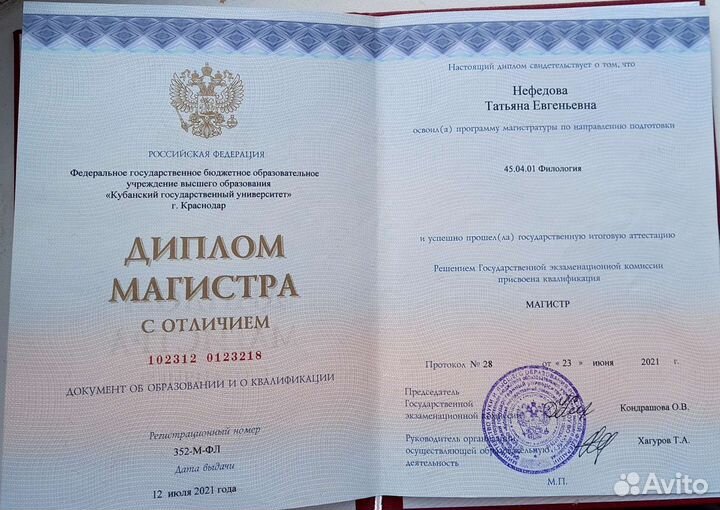 РОССИЙСКАЯ ФЕДЕРАЦИЯ
Федеральное государственное бюджетное образовательное
учреждение высшего образования
«Кубанский государственный университет»
г. Краснодар
ДИПЛОМ
МАГИСТРА
С ОТЛИЧИЕМ
102312 0123218
ДОКУМЕНТ ОБ ОБРАЗОВАНИИ И О КВАЛИФИКАЦИИ
Регистрационный номер
352-М-ФЛ
Дата выдачи
12 июля 2021 года
Настоящий диплом свидетельствует о том, что
Нефедова
Татьяна Евгеньевна
освоил(а) программу магистратуры по направлению подготовки
45.04.01 Филология
и успешно прошел(ла) государственную итоговую аттестацию
Решением Государственной экзаменационной комиссии
присвоена квалификация
МАГИСТР
Протокол № 28 от «23» июня 2021 г.
Председатель
Государственной
экзаменационной Кондрашова О.В.
Руководитель организации,
осуществляющей образовательную Хагуров Т.А.
деятельность
М.П.
Avito